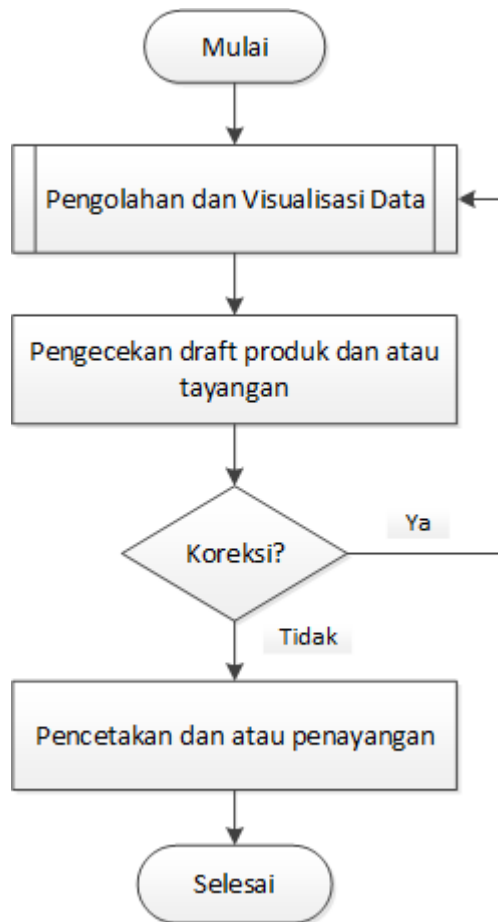 Mulai
Pengolahan dan Visualisasi Data
Pengecekan draft produk dan atau
tayangan
Koreksi?
Ya
Tidak
Pencetakan dan atau penayangan
Selesai